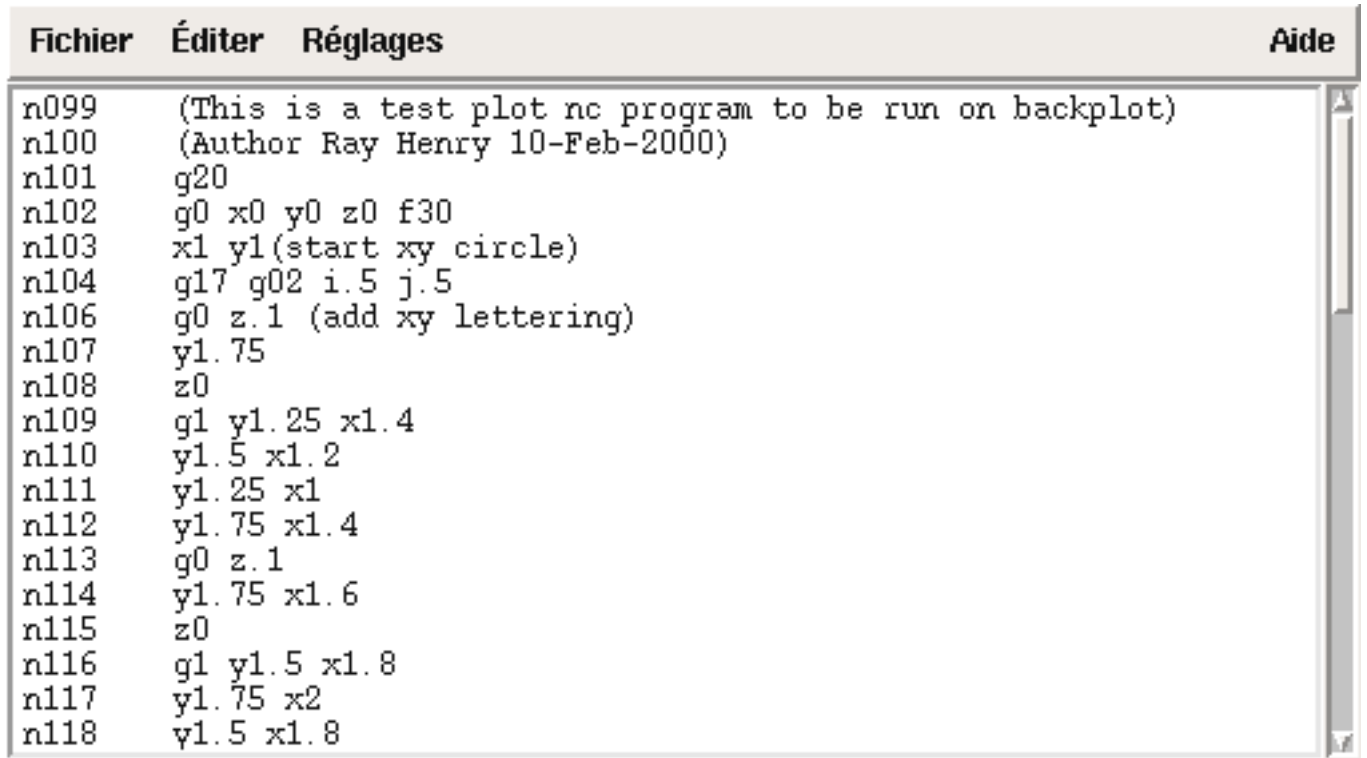 Fichier Éditer Réglages Aide
n099 (This is a test plot nc program to be run on backplot)
n100 (Author Ray Henry 10-Feb-2000)
n101 g20
n102 g0 x0 y0 z0 f30
n103 x1 y1(start xy circle)
n104 g17 g02 i.5 j.5
n106 g0 z.1 (add xy lettering)
n107 y1.75
n108 z0
n109 g1 y1.25 x1.4
n110 y1.5 x1.2
n111 y1.25 x1
n112 y1.75 x1.4
n113 g0 z.1
n114 y1.75 x1.6
n115 z0
n116 g1 y1.5 x1.8
n117 y1.75 x2
n118 y1.5 x1.8